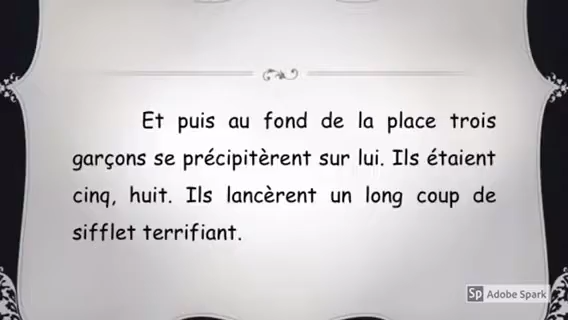 Et puis au fond de la place trois
garçons se précipitèrent sur lui. Ils étaient
cinq, huit. Ils lancèrent un long coup de
sifflet terrifiant.
Sp Adobe Spark